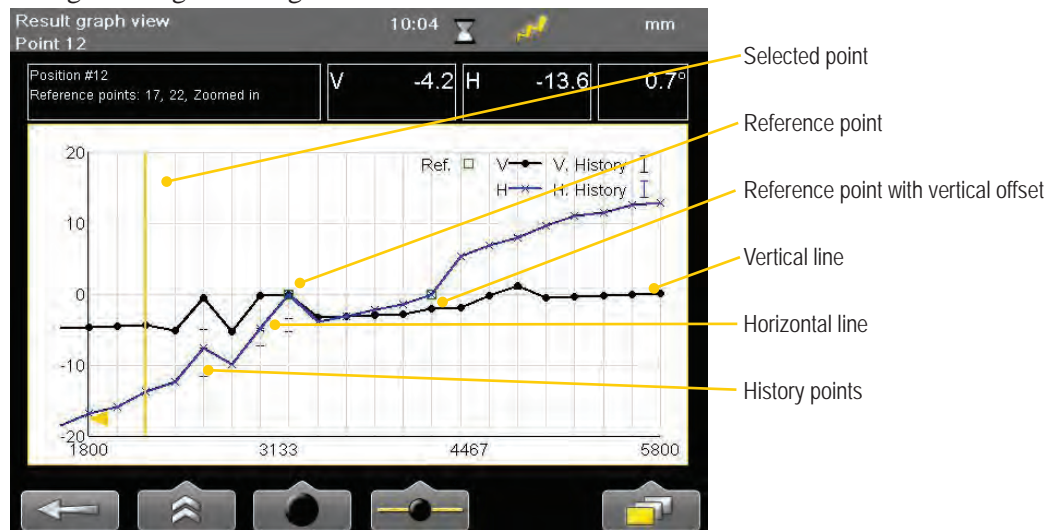 Result graph view
Point 12
10:04
mm
Position #12
Reference points: 17, 22, Zoomed in
V -4.2
H -13.6
0.7°
Ref. V V. History
H H. History
20
10
0
-10
-20
1800 3133 4467 5800
Selected point
Reference point
Reference point with vertical offset
Vertical line
Horizontal line
History points